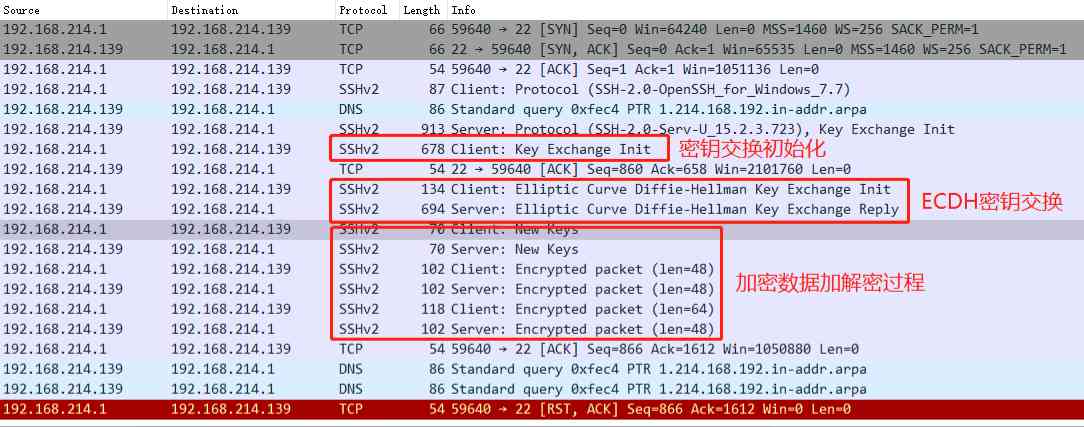 Source Destination Protocol Length Info
192.168.214.1 192.168.214.139 TCP 66 59640 → 22 [SYN] Seq=0 Win=64240 Len=0 MSS=1460 WS=256 SACK_PERM=1
192.168.214.139 192.168.214.1 TCP 66 22 → 59640 [SYN, ACK] Seq=0 Ack=1 Win=65535 Len=0 MSS=1460 WS=256 SACK_PERM=1
192.168.214.1 192.168.214.139 TCP 54 59640 → 22 [ACK] Seq=1 Ack=1 Win=1051136 Len=0
192.168.214.1 192.168.214.139 SSHv2 87 Client: Protocol (SSH-2.0-OpenSSH_for_Windows_7.7)
192.168.214.139 192.168.214.1 DNS 86 Standard query 0xfec4 PTR 1.214.168.192.in-addr.arpa
192.168.214.139 192.168.214.1 SSHv2 913 Server: Protocol (SSH-2.0-Serv-U_15.2.3.723), Key Exchange Init
192.168.214.1 192.168.214.139 SSHv2 678 Client: Key Exchange Init 密钥交换初始化
192.168.214.139 192.168.214.1 TCP 54 22 → 59640 [ACK] Seq=860 Ack=658 Win=2101760 Len=0
192.168.214.1 192.168.214.139 SSHv2 134 Client: Elliptic Curve Diffie-Hellman Key Exchange Init
192.168.214.139 192.168.214.1 SSHv2 694 Server: Elliptic Curve Diffie-Hellman Key Exchange Reply ECDH密钥交换
192.168.214.1 192.168.214.139 SSHv2 70 Client: New Keys
192.168.214.139 192.168.214.1 SSHv2 70 Server: New Keys
192.168.214.1 192.168.214.139 SSHv2 102 Client: Encrypted packet (len=48)
192.168.214.139 192.168.214.1 SSHv2 102 Server: Encrypted packet (len=48) 加密数据加解密过程
192.168.214.1 192.168.214.139 SSHv2 118 Client: Encrypted packet (len=64)
192.168.214.139 192.168.214.1 SSHv2 102 Server: Encrypted packet (len=48)
192.168.214.1 192.168.214.139 TCP 54 59640 → 22 [ACK] Seq=866 Ack=1612 Win=1050880 Len=0
192.168.214.139 192.168.214.1 DNS 86 Standard query 0xfec4 PTR 1.214.168.192.in-addr.arpa
192.168.214.139 192.168.214.1 DNS 86 Standard query 0xfec4 PTR 1.214.168.192.in-addr.arpa
192.168.214.1 192.168.214.139 TCP 54 59640 → 22 [RST, ACK] Seq=866 Ack=1612 Win=0 Len=0